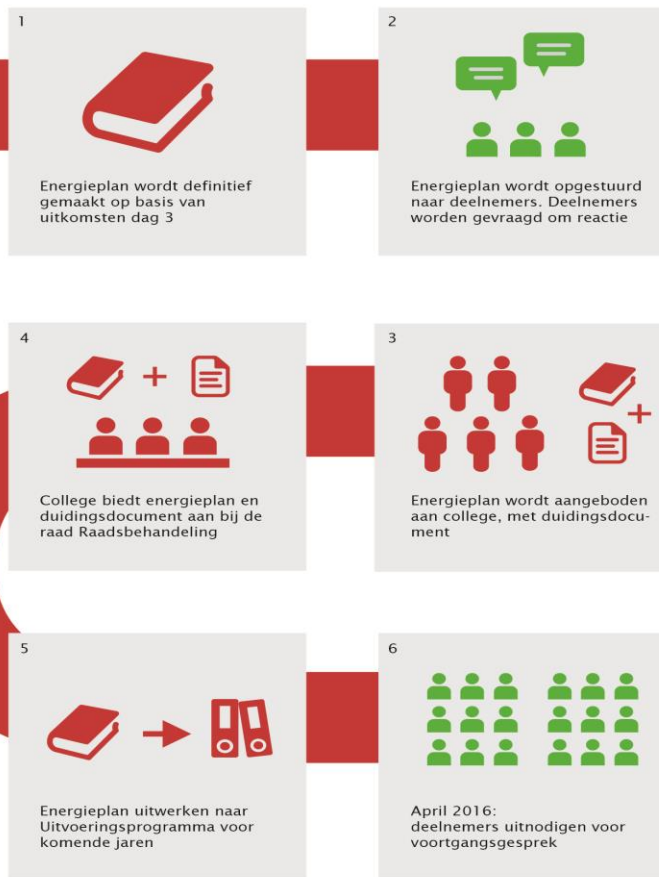 1
Energieplan wordt definitief
gemaakt op basis van
uitkomsten dag 3
2
Energieplan wordt opgestuurd
naar deelnemers. Deelnemers
worden gevraagd om reactie
3
Energieplan wordt aangeboden
aan college, met duidingsdocu-
ment
4
College biedt energieplan en
duidingsdocument aan bij de
raad Raadsbehandeling
5
Energieplan uitwerken naar
Uitvoeringsprogramma voor
komende jaren
6
April 2016:
deelnemers uitnodigen voor
voortgangsgesprek